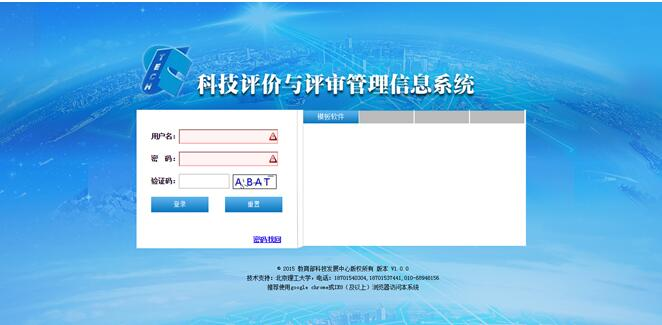 TECH
科技评价与评审管理信息系统
模板软件
用户名：
密 码：
验证码：
ABAT
登录
重置
密码找回
© 2015 教育部科技发展中心版权所有 版本 V1.0.0
技术支持：北京理工大学，电话：18701540304,18701537441,010-68948156
推荐使用google chrome或IE8（及以上）浏览器访问本系统